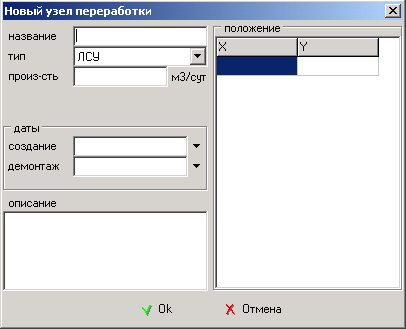 Новый узел переработки
название
тип ЛСУ
произ-сть м3/сут
даты
создание
демонтаж
описание
положение
X Y
Ok Отмена